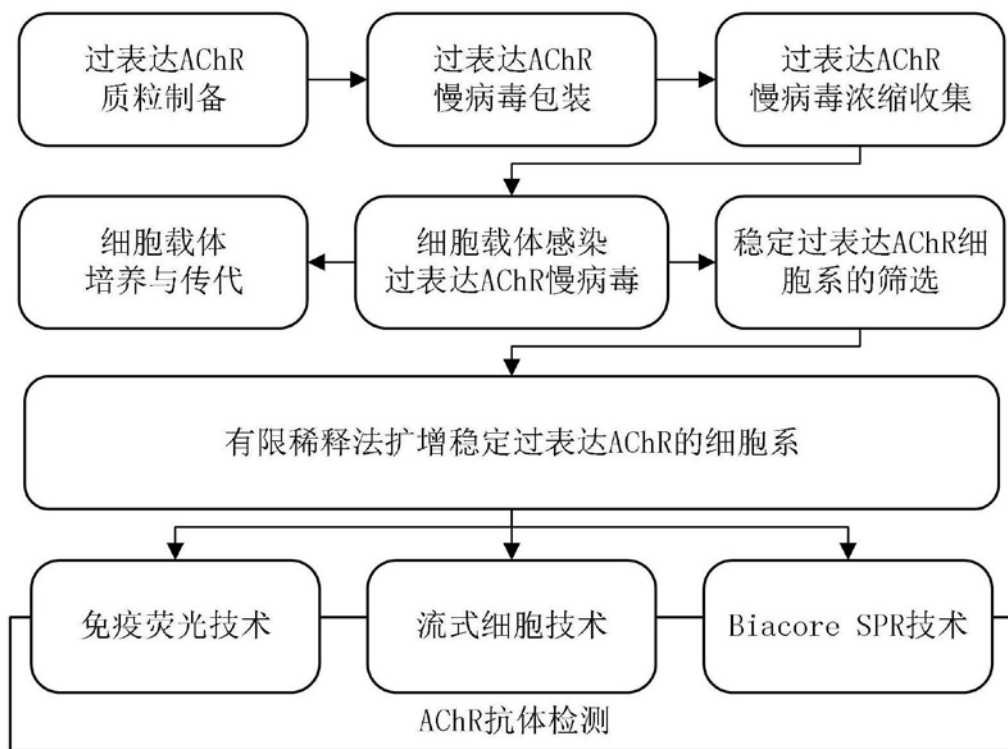 过表达AChR
质粒制备
过表达AChR
慢病毒包装
过表达AChR
慢病毒浓缩收集
细胞载体
培养与传代
细胞载体感染
过表达AChR慢病毒
稳定过表达AChR细
胞系的筛选
有限稀释法扩增稳定过表达AChR的细胞系
免疫荧光技术
流式细胞技术
Biacore SPR技术
AChR抗体检测